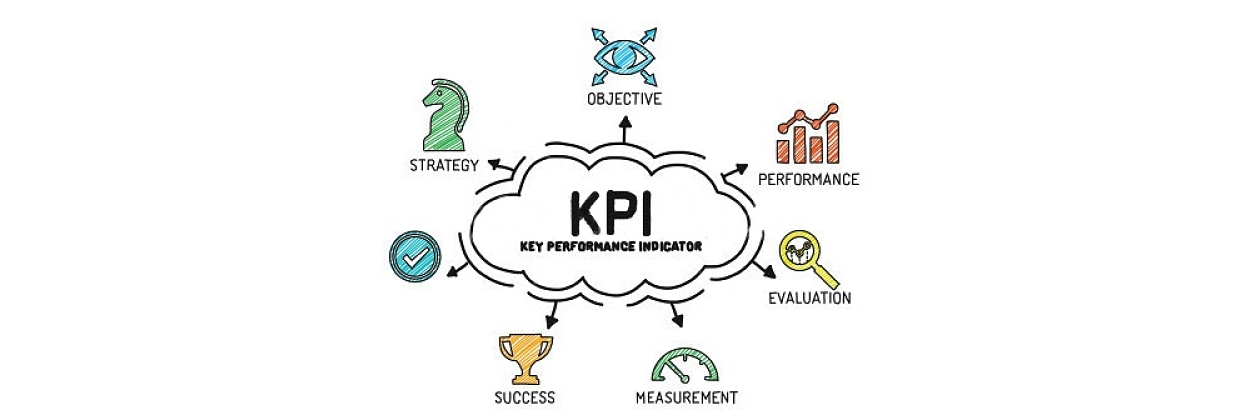 OBJECTIVE
STRATEGY
PERFORMANCE
KPI
KEY PERFORMANCE INDICATOR
EVALUATION
SUCCESS
MEASUREMENT